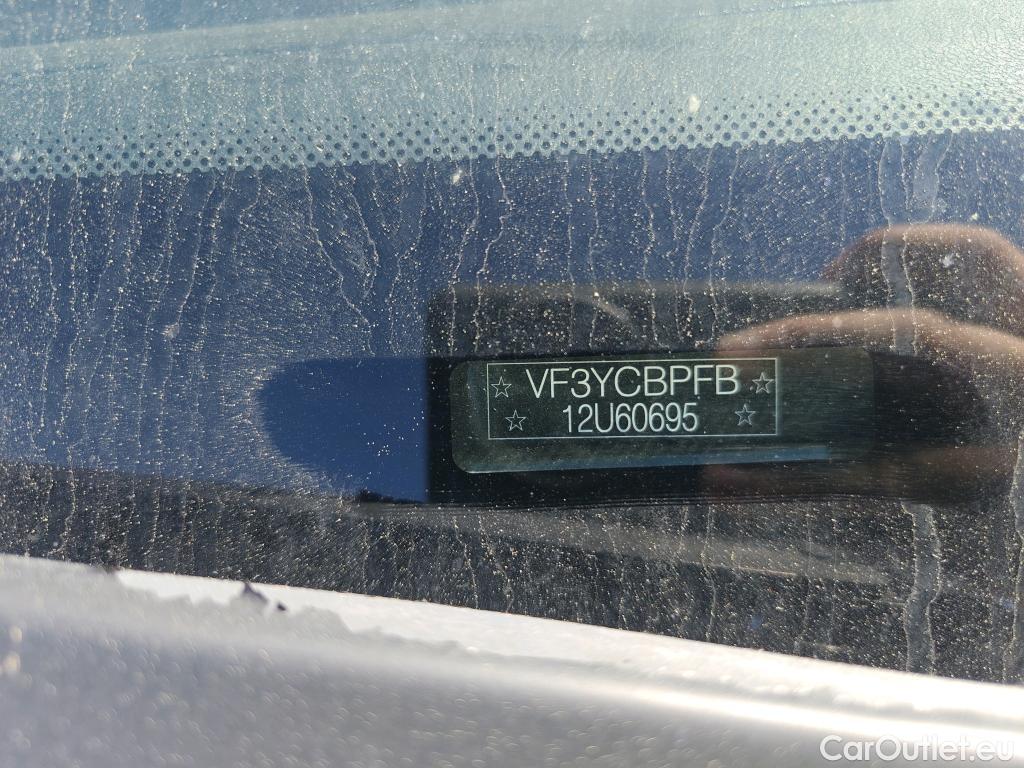 ☆ VF3YCBPFB ☆
☆ 12U60695 ☆
CarOutlet.eu